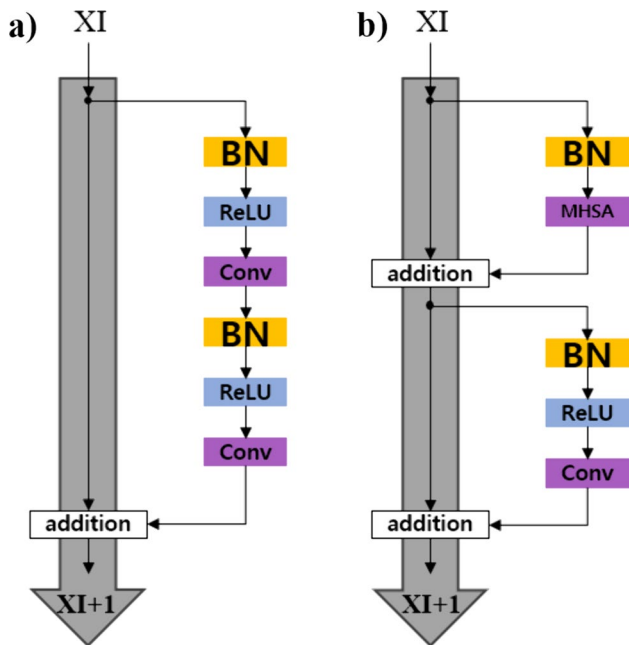 a)
XI
BN
ReLU
Conv
BN
ReLU
Conv
addition
XI+1
b)
XI
BN
MHSA
addition
BN
ReLU
Conv
addition
XI+1